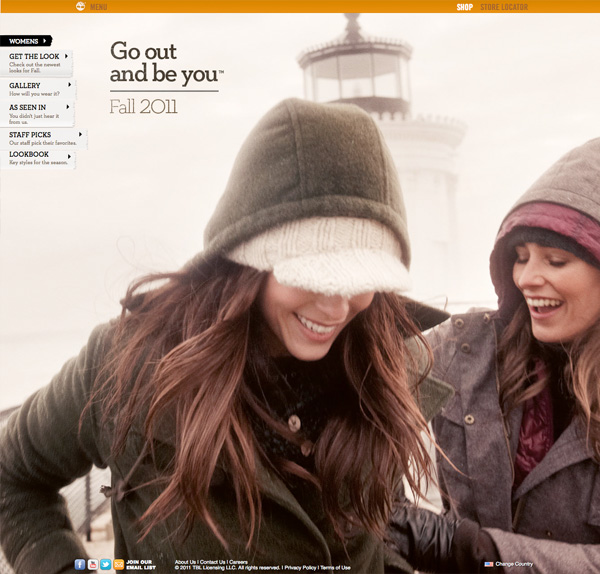 MENU
SHOP STORE LOCATOR
WOMENS
GET THE LOOK
Check out the newest
looks for Fall.
GALLERY
How will you wear it?
AS SEEN IN
You didn't just hear it
from us.
STAFF PICKS
Our staff pick their favorites.
LOOKBOOK
Key styles for the season.
Go out
and be you™
Fall 2011
JOIN OUR
EMAIL LIST
About Us | Contact Us | Careers
© 2011 TBL Licensing LLC. All rights reserved. | Privacy Policy | Terms of Use
Change Country